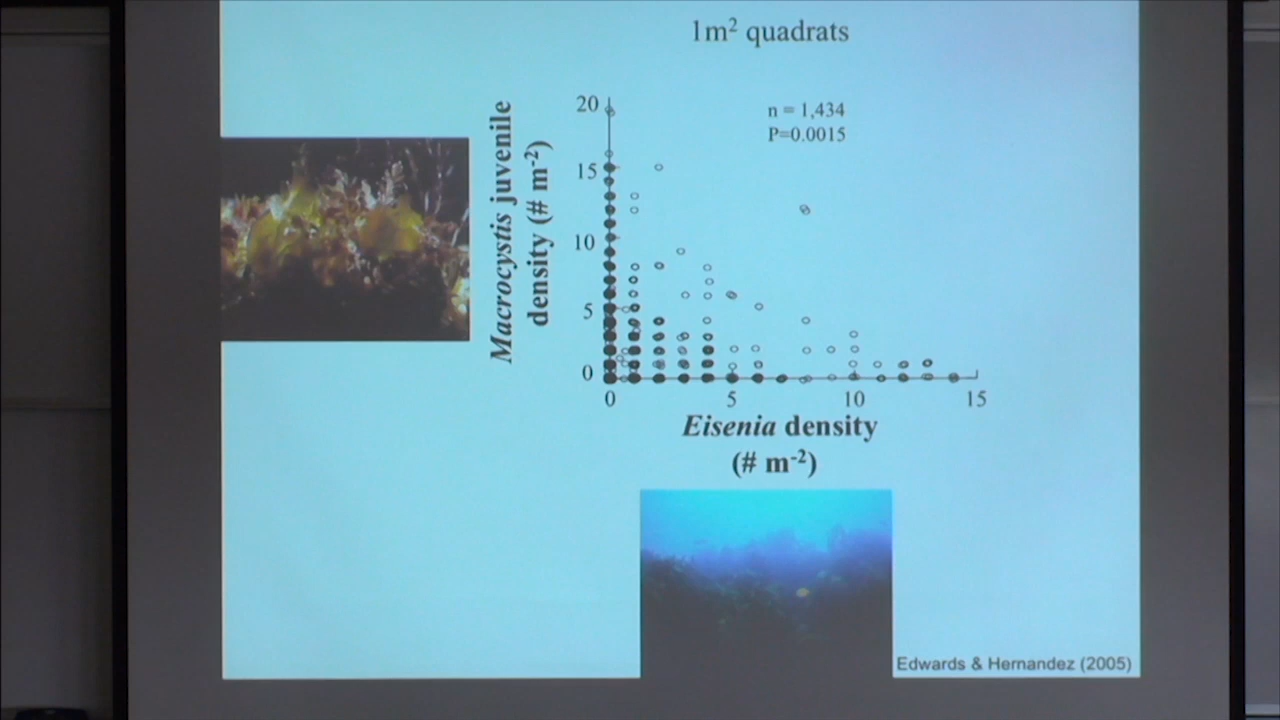 1m² quadrats
n = 1,434
P=0.0015
Macrocystis juvenile
density (# m⁻²)
20
15
10
5
0
0 5 10 15
Eisenia density
(# m⁻²)
Edwards & Hernandez (2005)